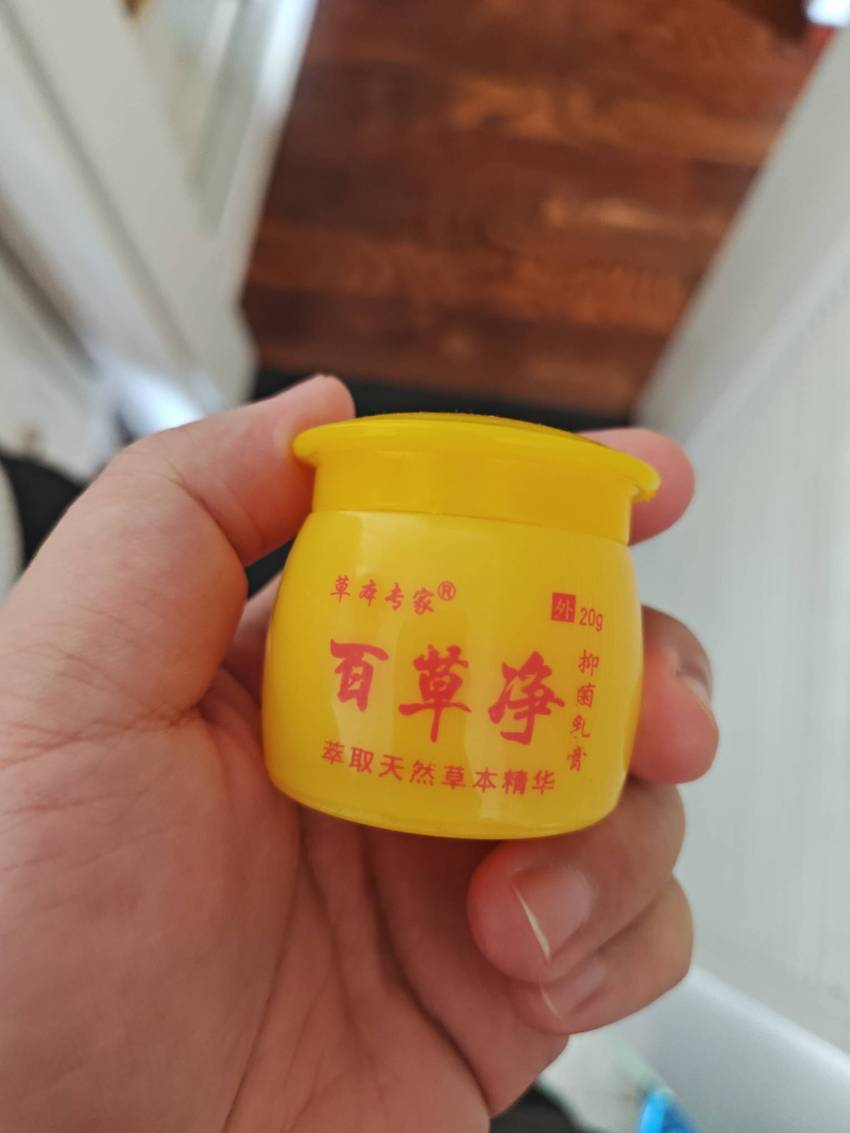 草本专家®
外 20g
百草净
抑菌乳膏
萃取天然草本精华